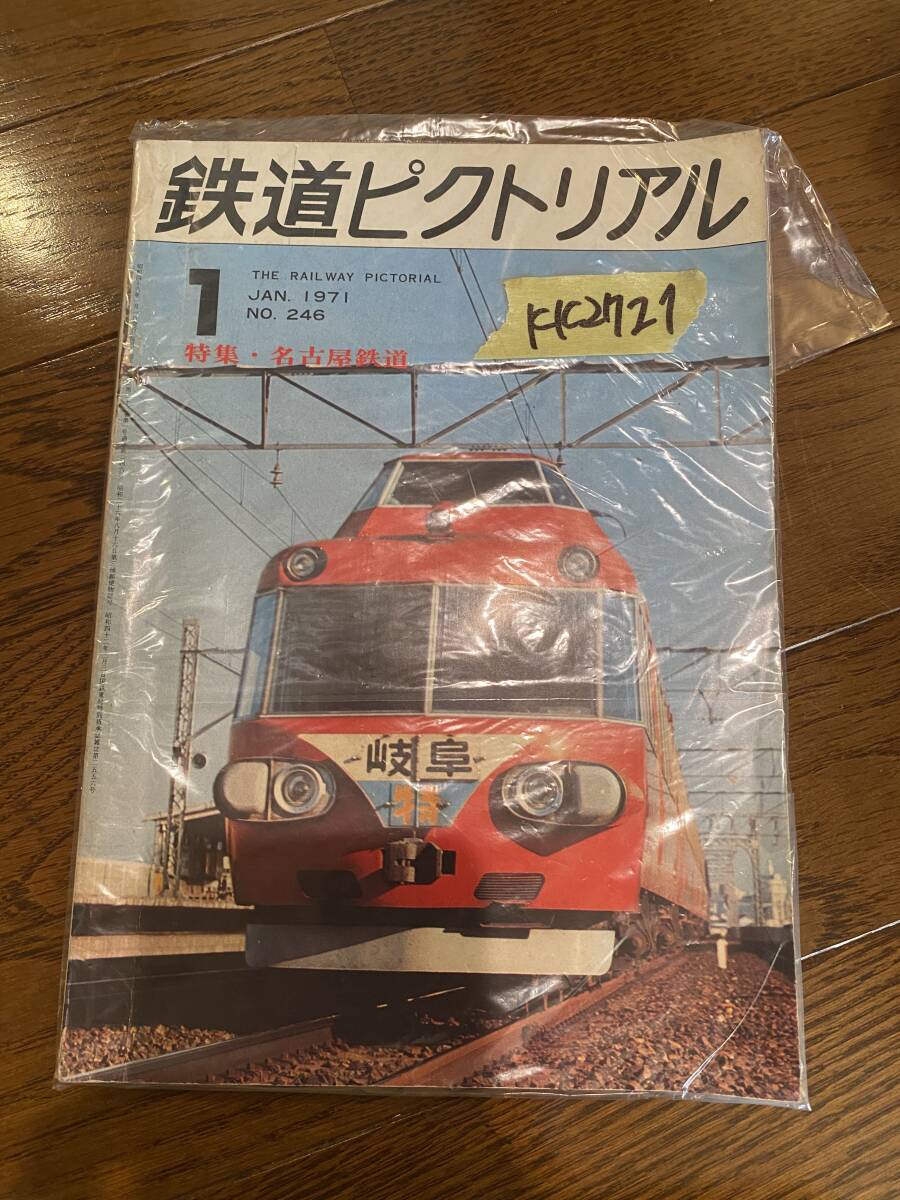 鉄道ピクトリアル
1
THE RAILWAY PICTORIAL
JAN. 1971
NO. 246
特集・名古屋鉄道
KK2727
岐阜
特